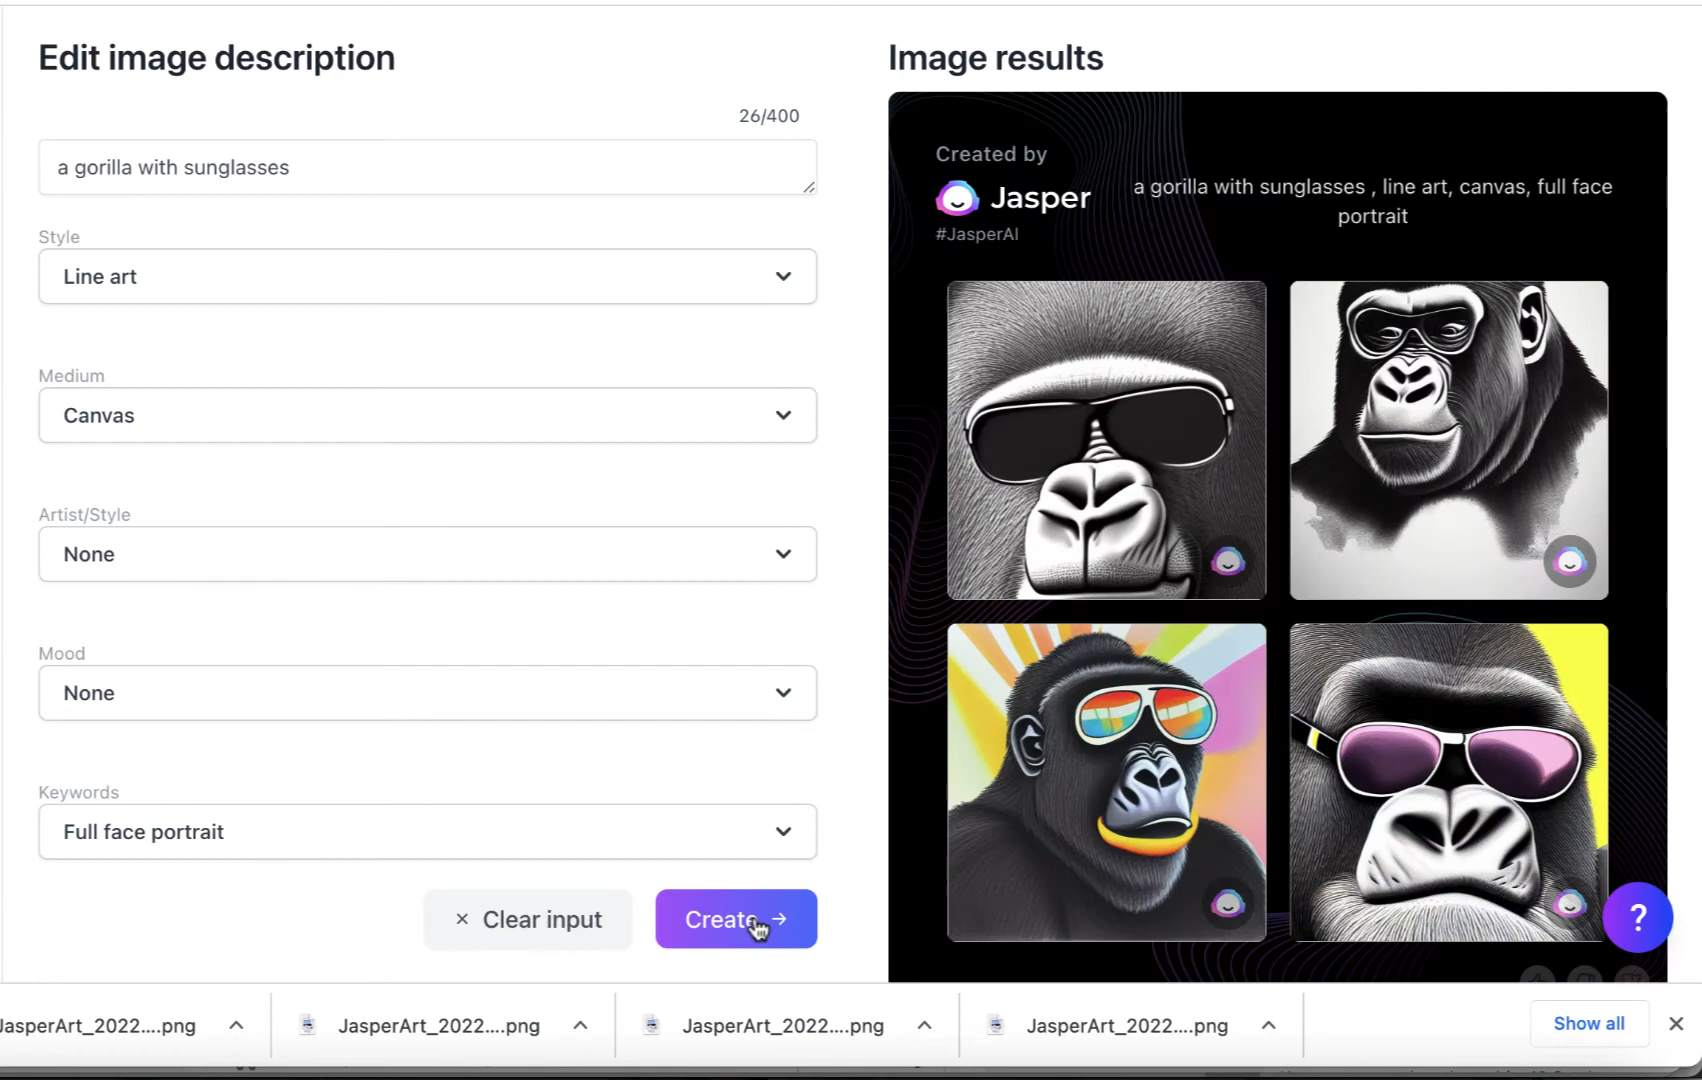 Edit image description
26/400
a gorilla with sunglasses
Style
Line art
Medium
Canvas
Artist/Style
None
Mood
None
Keywords
Full face portrait
× Clear input
Create →
Image results
Created by
Jasper
#JasperAI
a gorilla with sunglasses , line art, canvas, full face
portrait
?
JasperArt_2022....png
JasperArt_2022....png
JasperArt_2022....png
JasperArt_2022....png
Show all